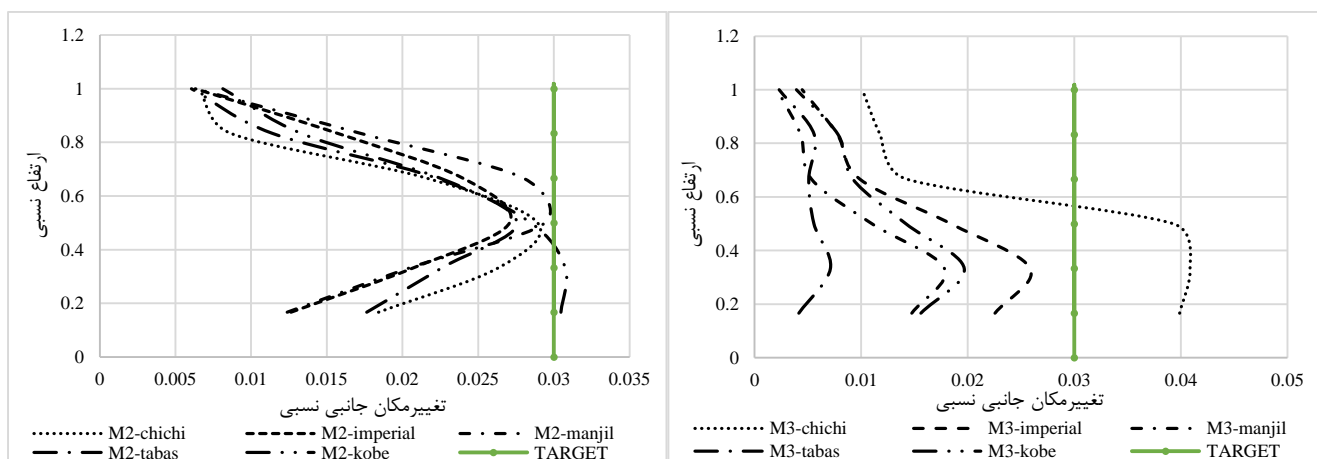 1.2
1
0.8
0.6
0.4
0.2
0
ارتفاع نسبی
0 0.005 0.01 0.015 0.02 0.025 0.03 0.035
تغییرمکان جانبی نسبی
M2-chichi M2-imperial M2-manjil
M2-tabas M2-kobe TARGET
1.2
1
0.8
0.6
0.4
0.2
0
ارتفاع نسبی
0 0.01 0.02 0.03 0.04 0.05
تغییرمکان جانبی نسبی
M3-chichi M3-imperial M3-manjil
M3-tabas M3-kobe TARGET